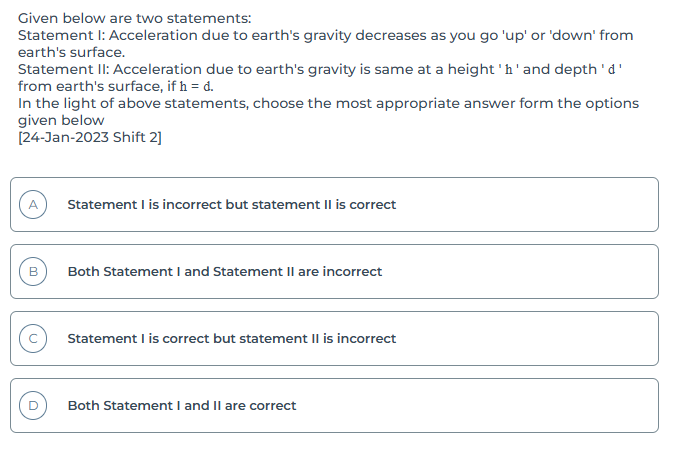 Given below are two statements:
Statement I: Acceleration due to earth's gravity decreases as you go 'up' or 'down' from
earth's surface.
Statement II: Acceleration due to earth's gravity is same at a height ' h ' and depth ' d '
from earth's surface, if h = d.
In the light of above statements, choose the most appropriate answer form the options
given below
[24-Jan-2023 Shift 2]
A Statement I is incorrect but statement II is correct
B Both Statement I and Statement II are incorrect
C Statement I is correct but statement II is incorrect
D Both Statement I and II are correct